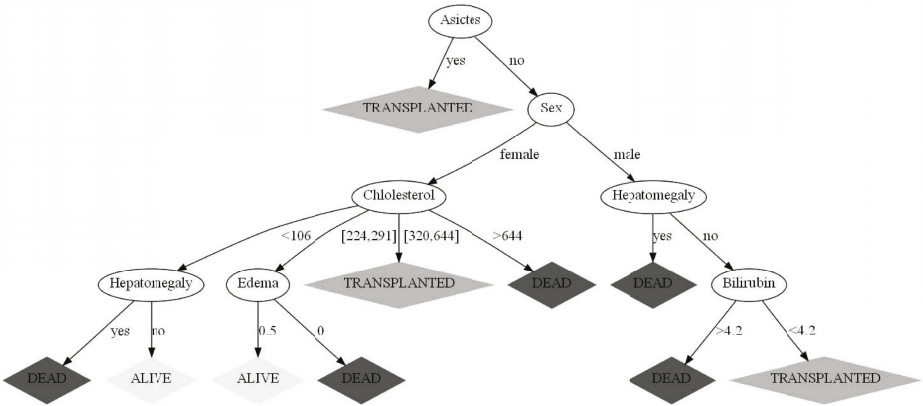 Asictes
yes
no
TRANSPLANTED
Sex
female
male
Chlolesterol
Hepatomegaly
<106
[224,291]
[320,644]
>644
yes
no
Hepatomegaly
Edema
TRANSPLANTED
DEAD
DEAD
Bilirubin
yes
no
0.5
0
>4.2
<4.2
DEAD
ALIVE
ALIVE
DEAD
DEAD
TRANSPLANTED